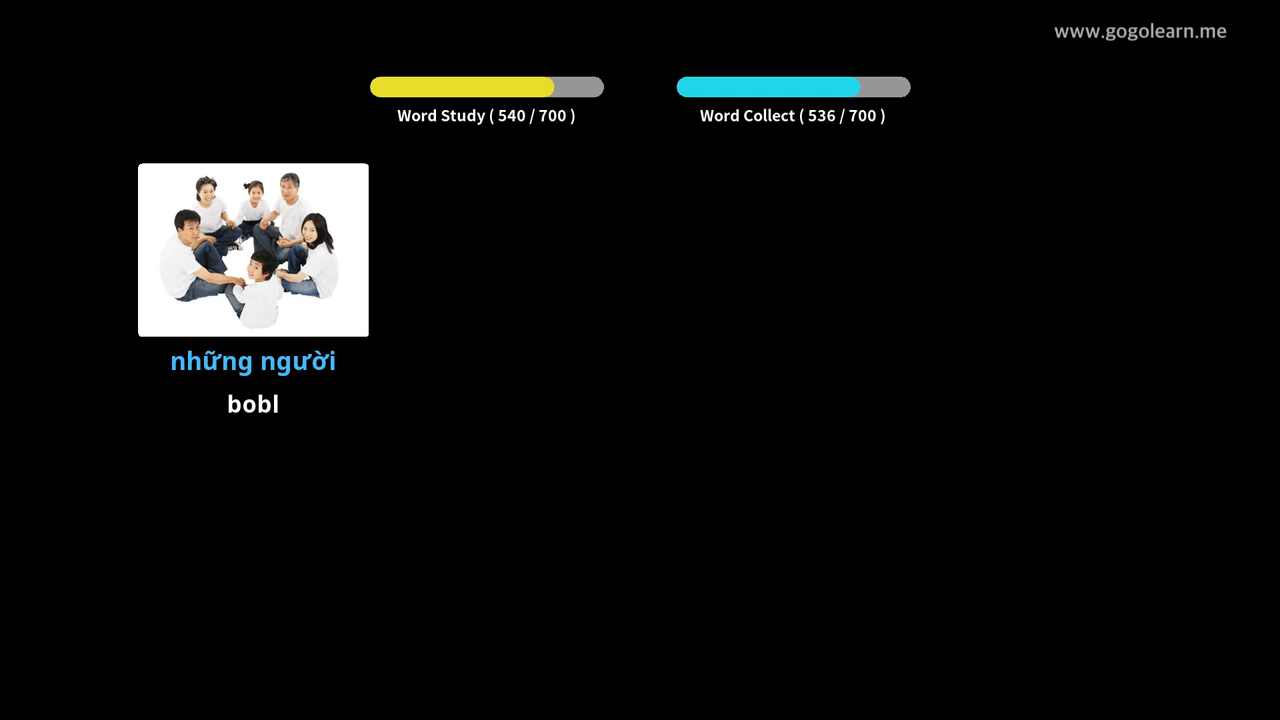 www.gogolearn.me
Word Study ( 540 / 700 )
Word Collect ( 536 / 700 )
những người
bobl